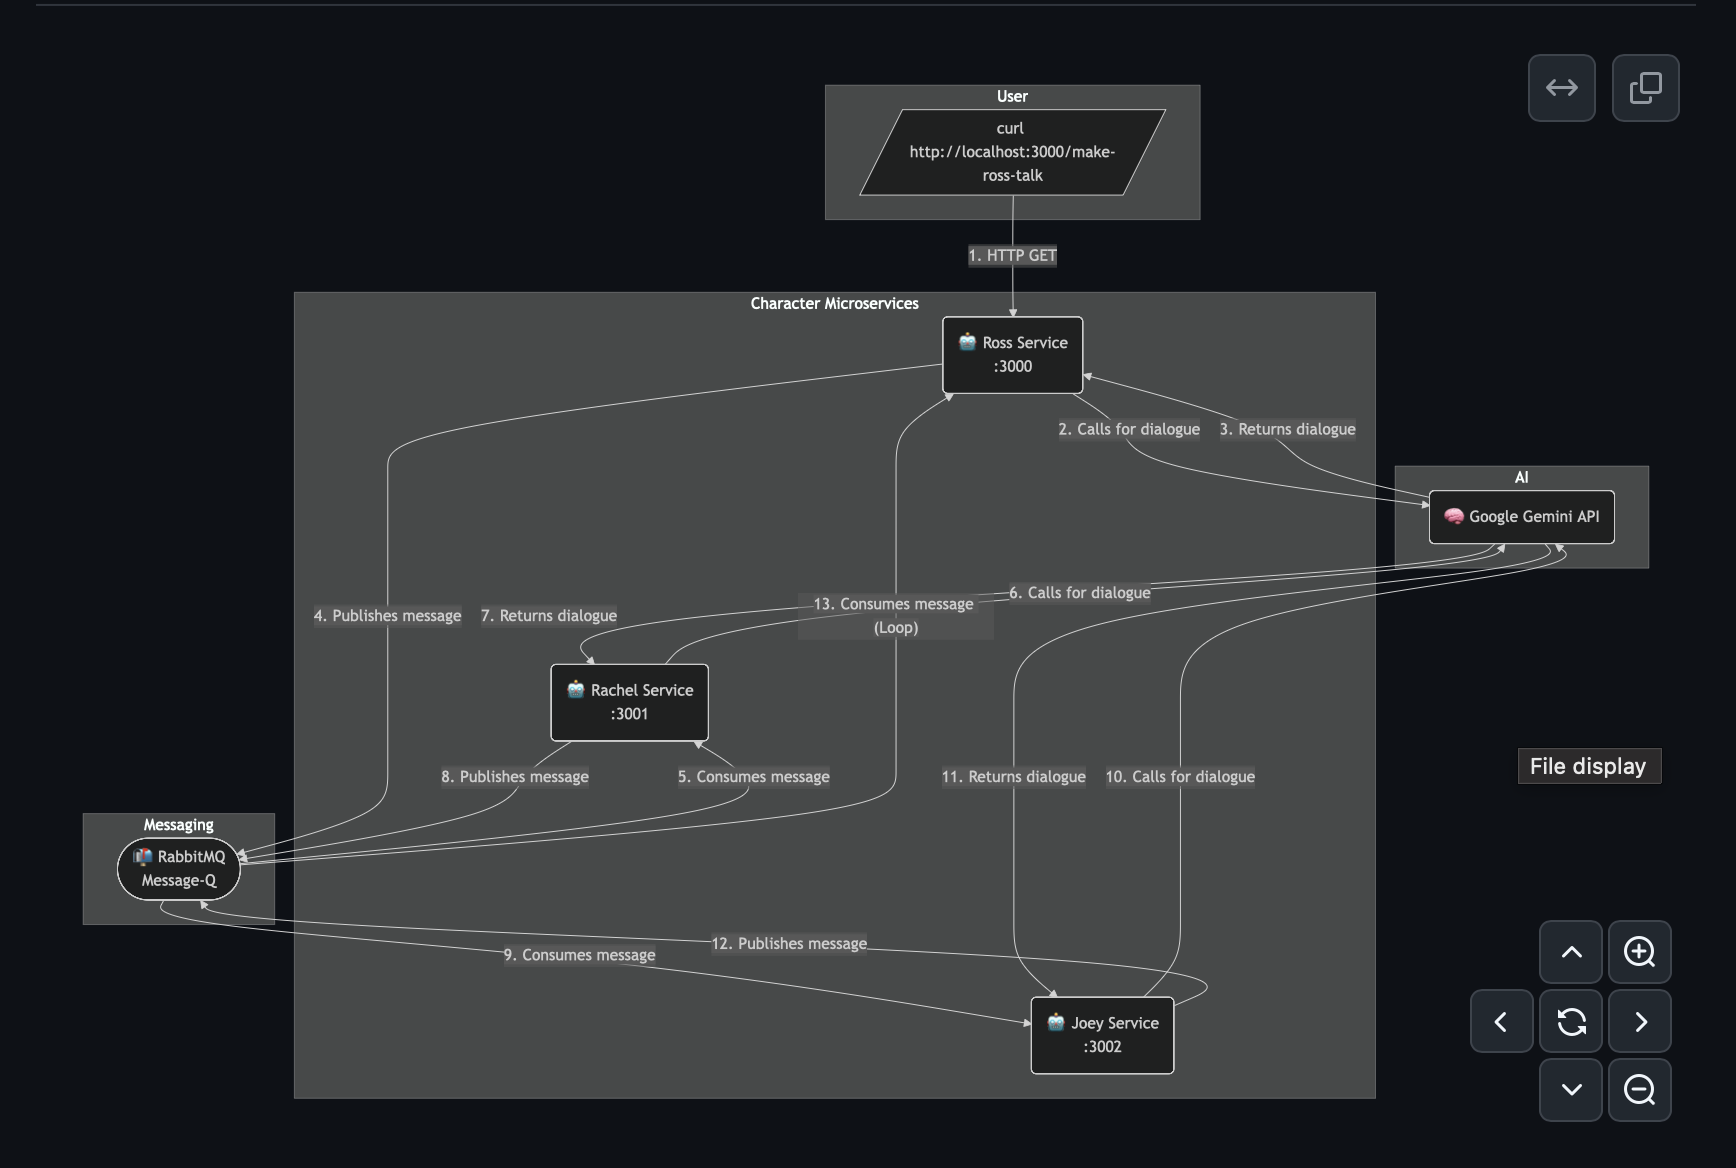 User
curl
http://localhost:3000/make-
ross-talk
1. HTTP GET
Character Microservices
Ross Service
:3000
2. Calls for dialogue
3. Returns dialogue
AI
Google Gemini API
6. Calls for dialogue
13. Consumes message
(Loop)
4. Publishes message
7. Returns dialogue
Rachel Service
:3001
8. Publishes message
5. Consumes message
11. Returns dialogue
10. Calls for dialogue
File display
Messaging
RabbitMQ
Message-Q
12. Publishes message
9. Consumes message
Joey Service
:3002